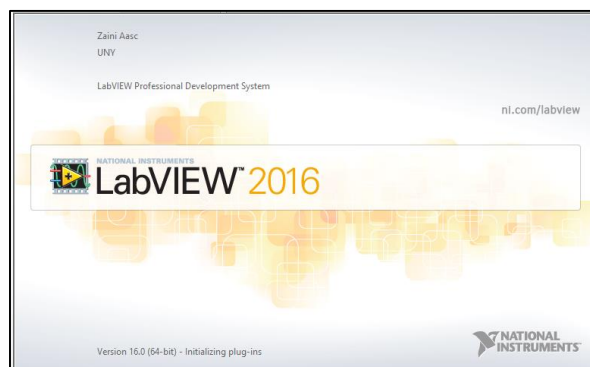 Zaini Aasc
UNY
LabVIEW Professional Development System
ni.com/labview
NATIONAL INSTRUMENTS
LabVIEW™ 2016
Version 16.0 (64-bit) - Initializing plug-ins
NATIONAL
INSTRUMENTS